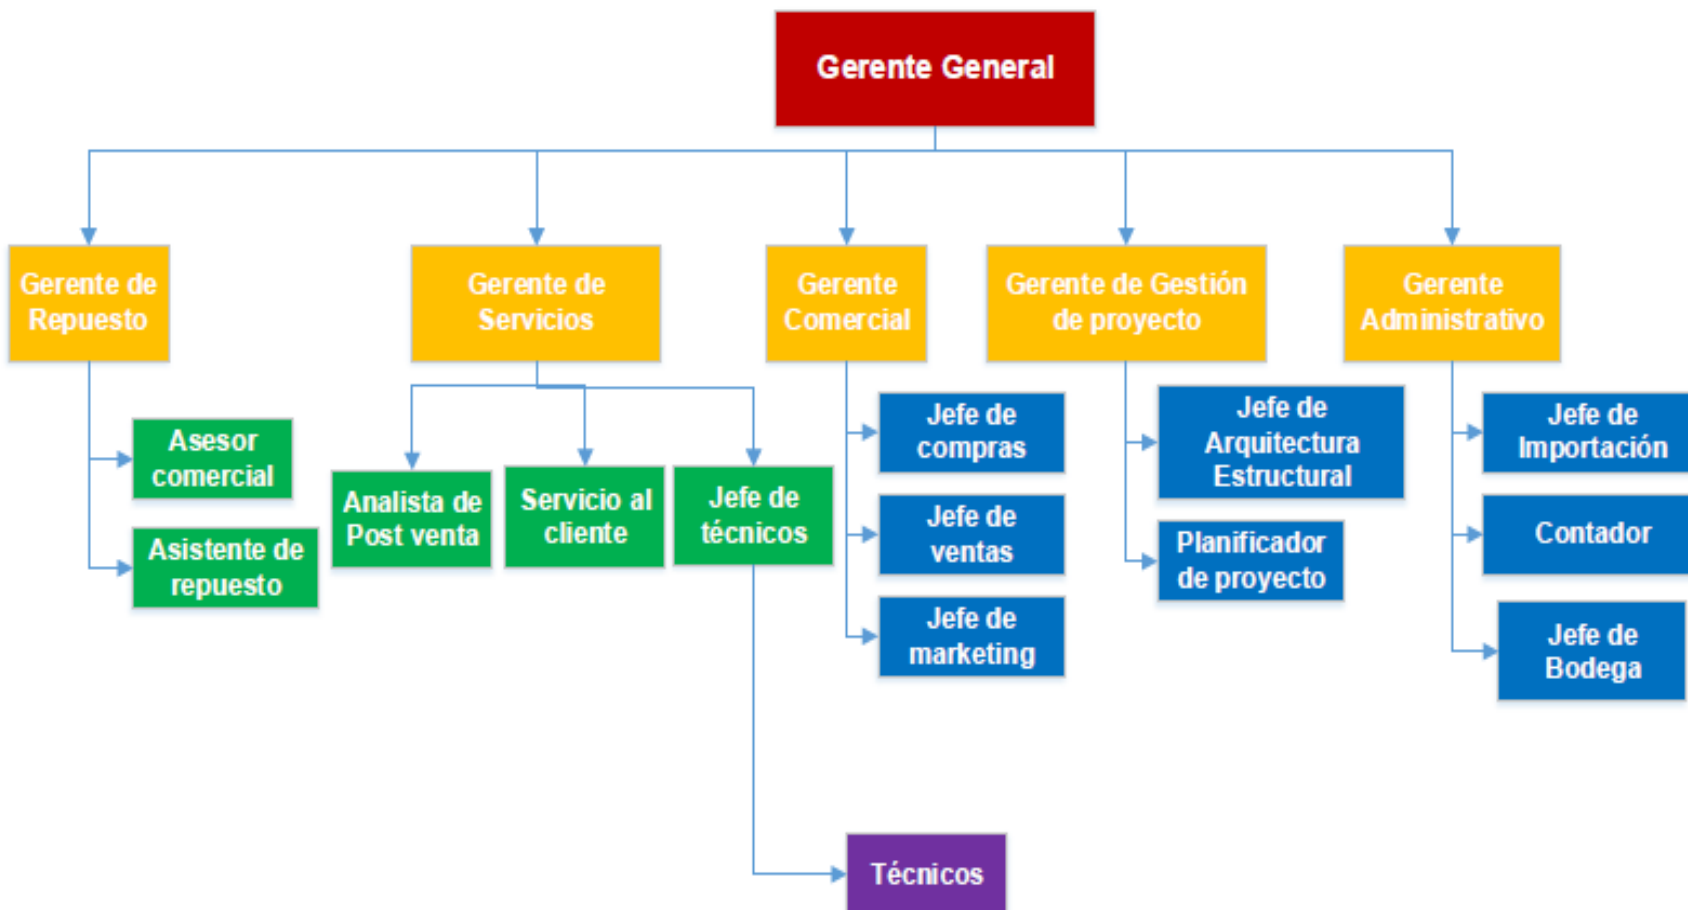 Gerente General
Gerente de
Repuesto
Gerente de
Servicios
Gerente
Comercial
Gerente de Gestión
de proyecto
Gerente
Administrativo
Asesor
comercial
Asistente de
repuesto
Analista de
Post venta
Servicio al
cliente
Jefe de
técnicos
Jefe de
compras
Jefe de
ventas
Jefe de
marketing
Jefe de
Arquitectura
Estructural
Planificador
de proyecto
Jefe de
Importación
Contador
Jefe de
Bodega
Técnicos